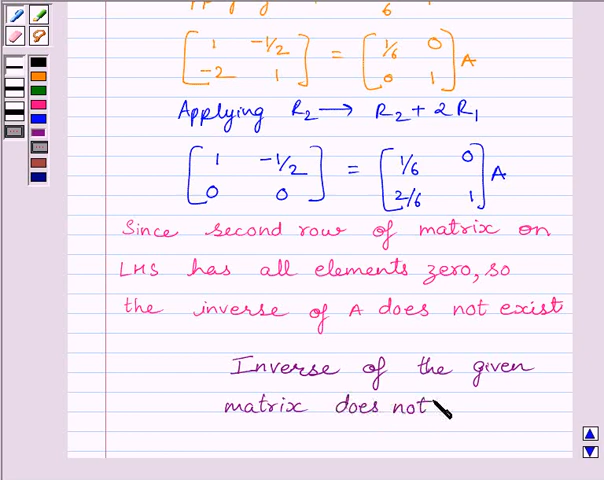 6
[1 -1/2] = [1/6 0] A
[-2 1] [0 1]
Applying R₂ → R₂ + 2R₁
[1 -1/2] = [1/6 0] A
[0 0] [2/6 1]
Since second row of matrix on
LHS has all elements zero, so
the inverse of A does not exist
Inverse of the given
matrix does not